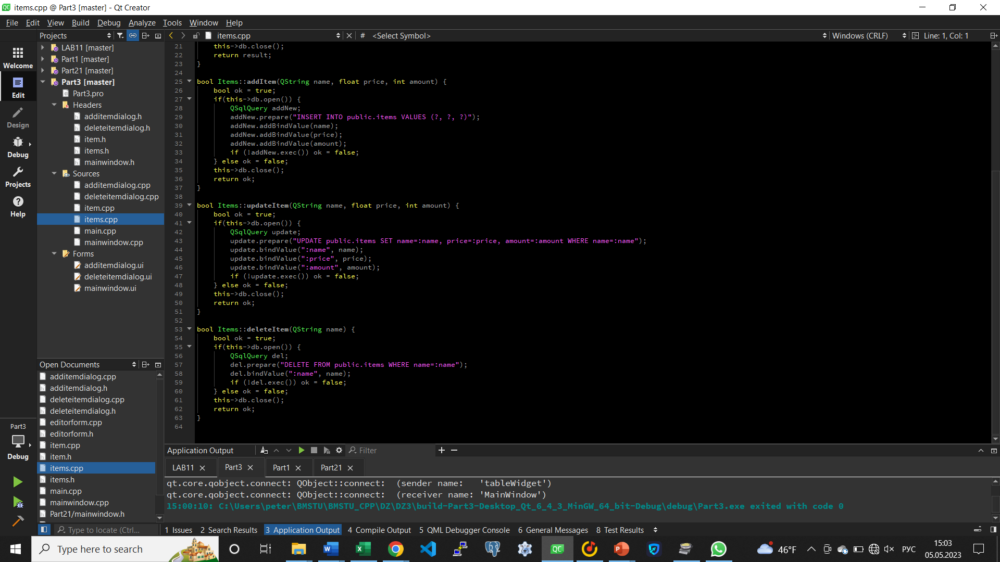 items.cpp @ Part3 [master] - Qt Creator
File Edit View Build Debug Analyze Tools Window Help
Projects
items.cpp
# <Select Symbol>
Windows (CRLF)
Line: 1, Col: 1
Welcome
Edit
Design
Debug
Projects
Help
LAB11 [master]
Part1 [master]
Part21 [master]
Part3 [master]
Part3.pro
Headers
additemdialog.h
deleteitemdialog.h
item.h
items.h
mainwindow.h
Sources
additemdialog.cpp
deleteitemdialog.cpp
item.cpp
items.cpp
main.cpp
mainwindow.cpp
Forms
additemdialog.ui
deleteitemdialog.ui
mainwindow.ui
Open Documents
additemdialog.cpp
additemdialog.h
deleteitemdialog.cpp
deleteitemdialog.h
editorform.cpp
editorform.h
item.cpp
item.h
items.cpp
items.h
main.cpp
mainwindow.cpp
Part21/mainwindow.h
Part3
Debug
21 this->db.close();
22 return result;
23 }
24
25 bool Items::addItem(QString name, float price, int amount) {
26 bool ok = true;
27 if(this->db.open()) {
28 QSqlQuery addNew;
29 addNew.prepare("INSERT INTO public.items VALUES (?, ?, ?)");
30 addNew.addBindValue(name);
31 addNew.addBindValue(price);
32 addNew.addBindValue(amount);
33 if (!addNew.exec()) ok = false;
34 } else ok = false;
35 this->db.close();
36 return ok;
37 }
38
39 bool Items::updateItem(QString name, float price, int amount) {
40 bool ok = true;
41 if(this->db.open()) {
42 QSqlQuery update;
43 update.prepare("UPDATE public.items SET name=:name, price=:price, amount=:amount WHERE name=:name");
44 update.bindValue(":name", name);
45 update.bindValue(":price", price);
46 update.bindValue(":amount", amount);
47 if (!update.exec()) ok = false;
48 } else ok = false;
49 this->db.close();
50 return ok;
51 }
52
53 bool Items::deleteItem(QString name) {
54 bool ok = true;
55 if(this->db.open()) {
56 QSqlQuery del;
57 del.prepare("DELETE FROM public.items WHERE name=:name");
58 del.bindValue(":name", name);
59 if (!del.exec()) ok = false;
60 } else ok = false;
61 this->db.close();
62 return ok;
63 }
64
Application Output
Filter
LAB11 Part3 Part1 Part21
qt.core.qobject.connect: QObject::connect:  (sender name:   'tableWidget')
qt.core.qobject.connect: QObject::connect:  (receiver name: 'MainWindow')
15:00:10: C:\Users\peter\BMSTU\BMSTU_CPP\DZ\DZ3\build-Part3-Desktop_Qt_6_4_3_MinGW_64_bit-Debug\debug\Part3.exe exited with code 0
Type to locate (Ctrl...
1 Issues 2 Search Results 3 Application Output 4 Compile Output 5 QML Debugger Console 6 General Messages 8 Test Results
Type here to search
46°F
РУС
15:03
05.05.2023